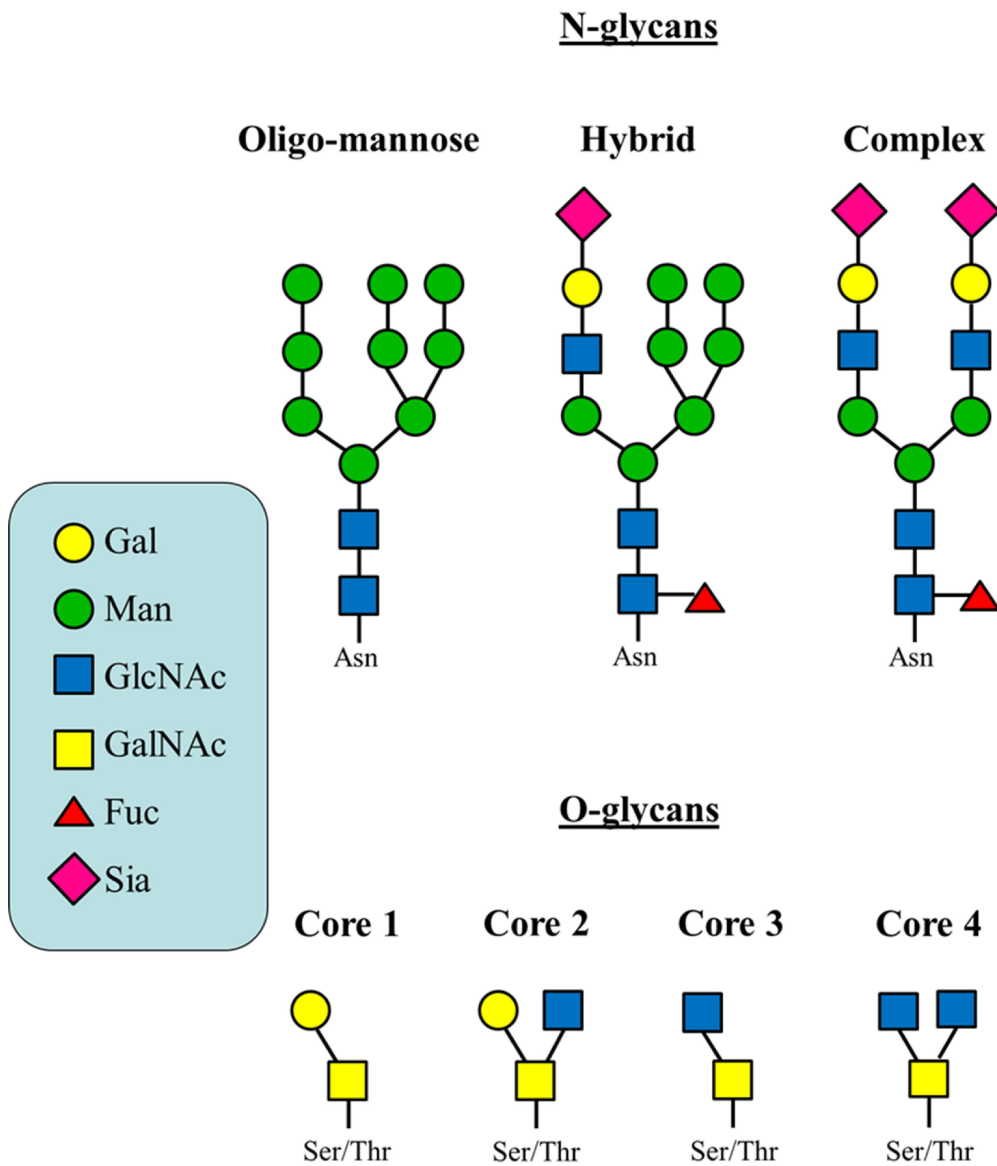 N-glycans
Oligo-mannose Hybrid Complex
Asn Asn Asn
Gal
Man
GlcNAc
GalNAc
Fuc
Sia
O-glycans
Core 1 Core 2 Core 3 Core 4
Ser/Thr Ser/Thr Ser/Thr Ser/Thr